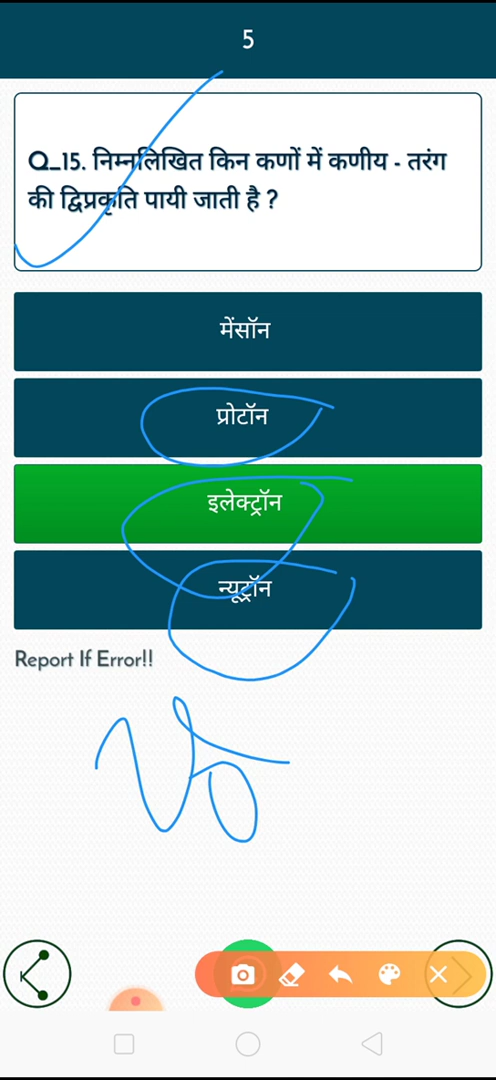 5
Q_15. निम्नलिखित किन कणों में कणीय - तरंग
की द्विप्रकृति पायी जाती है ?
मेंसॉन
प्रोटॉन
इलेक्ट्रॉन
न्यूट्रॉन
Report If Error!!